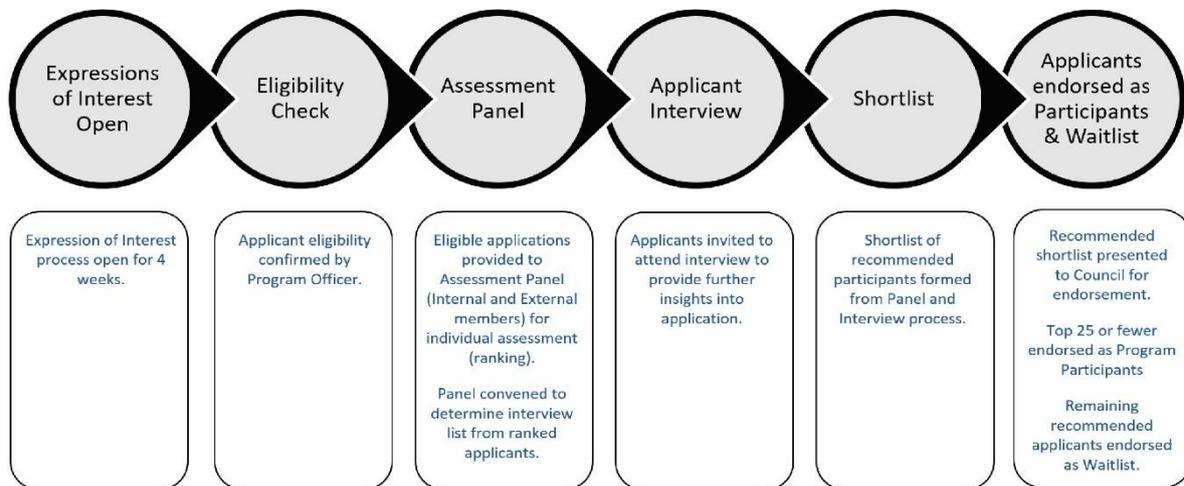 Expressions
of Interest
Open
Eligibility
Check
Assessment
Panel
Applicant
Interview
Shortlist
Applicants
endorsed as
Participants
& Waitlist
Expression of Interest
process open for 4
weeks.
Applicant eligibility
confirmed by
Program Officer.
Eligible applications
provided to
Assessment Panel
(Internal and External
members) for
individual assessment
(ranking).
Panel convened to
determine interview
list from ranked
applicants.
Applicants invited to
attend interview to
provide further
insights into
application.
Shortlist of
recommended
participants formed
from Panel and
Interview process.
Recommended
shortlist presented
to Council for
endorsement.
Top 25 or fewer
endorsed as Program
Participants
Remaining
recommended
applicants endorsed
as Waitlist.